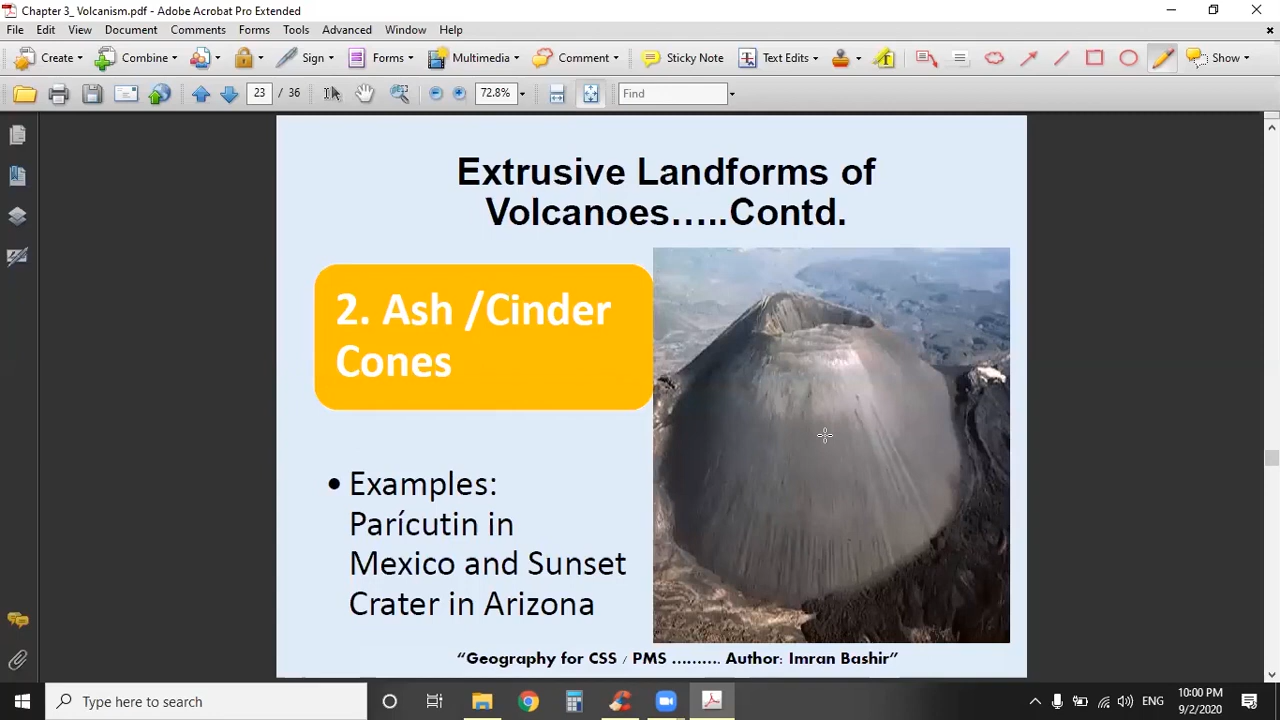 Chapter 3_ Volcanism.pdf - Adobe Acrobat Pro Extended
File Edit View Document Comments Forms Tools Advanced Window Help
Create Combine Sign Forms Multimedia Comment Sticky Note Text Edits Show
23 / 36 72.8% Find
Extrusive Landforms of
Volcanoes…..Contd.
2. Ash /Cinder
Cones
• Examples:
Parícutin in
Mexico and Sunset
Crater in Arizona
“Geography for CSS / PMS ......... Author: Imran Bashir”
Type here to search
ENG
10:00 PM
9/2/2020